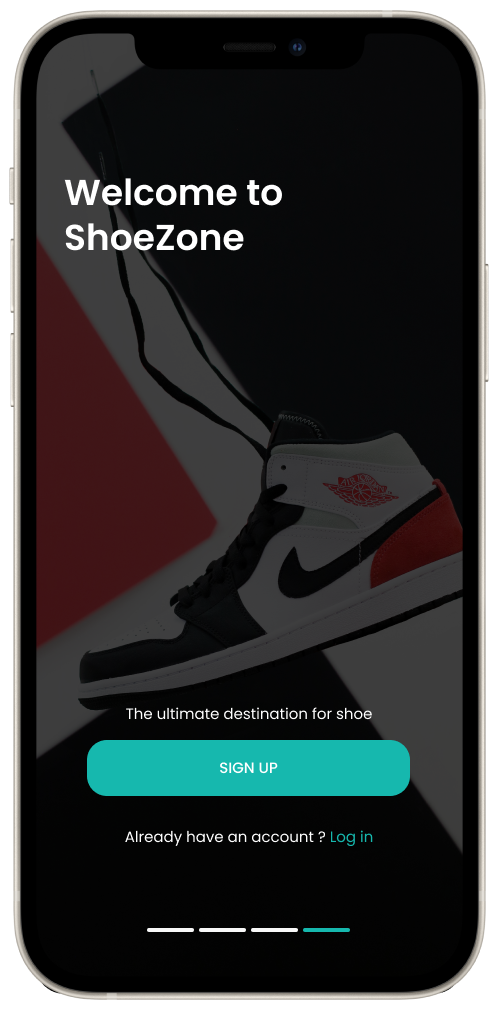 Welcome to
ShoeZone
The ultimate destination for shoe
SIGN UP
Already have an account ? Log in